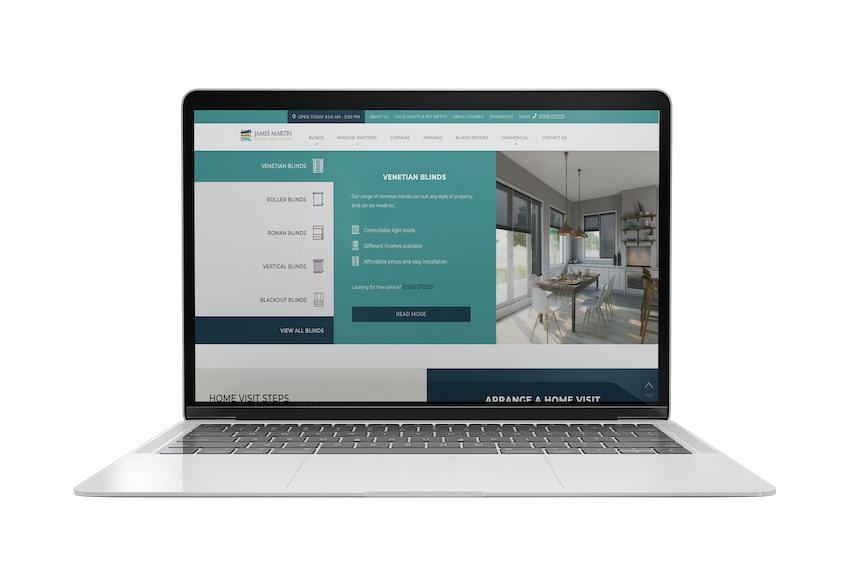 OPEN TODAY 9:00 AM - 5:00 PM ABOUT US CHILD SAFETY & PET SAFETY AREAS COVERED SHOWROOM NEWS 01206 572220
JAMES MARTIN
BLINDS WINDOW SHUTTERS CURTAINS AWNINGS BLINDS REPAIRS COMMERCIAL CONTACT US
VENETIAN BLINDS
ROLLER BLINDS
ROMAN BLINDS
VERTICAL BLINDS
BLACKOUT BLINDS
VIEW ALL BLINDS
VENETIAN BLINDS
Our range of Venetian blinds can suit any style of property,
and can be made to...
Controllable light levels
Different finishes available
Affordable prices and easy installation
Looking for free advice? 01206 572220
READ MORE
HOME VISIT STEPS
ARRANGE A HOME VISIT
TOP